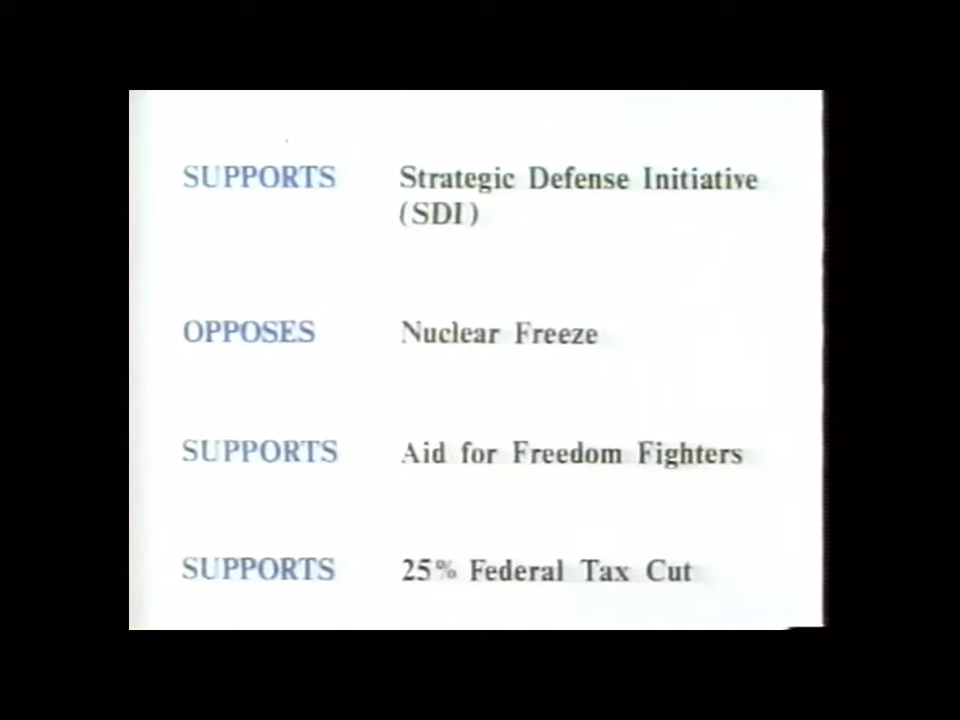 SUPPORTS Strategic Defense Initiative
(SDI)
OPPOSES Nuclear Freeze
SUPPORTS Aid for Freedom Fighters
SUPPORTS 25% Federal Tax Cut